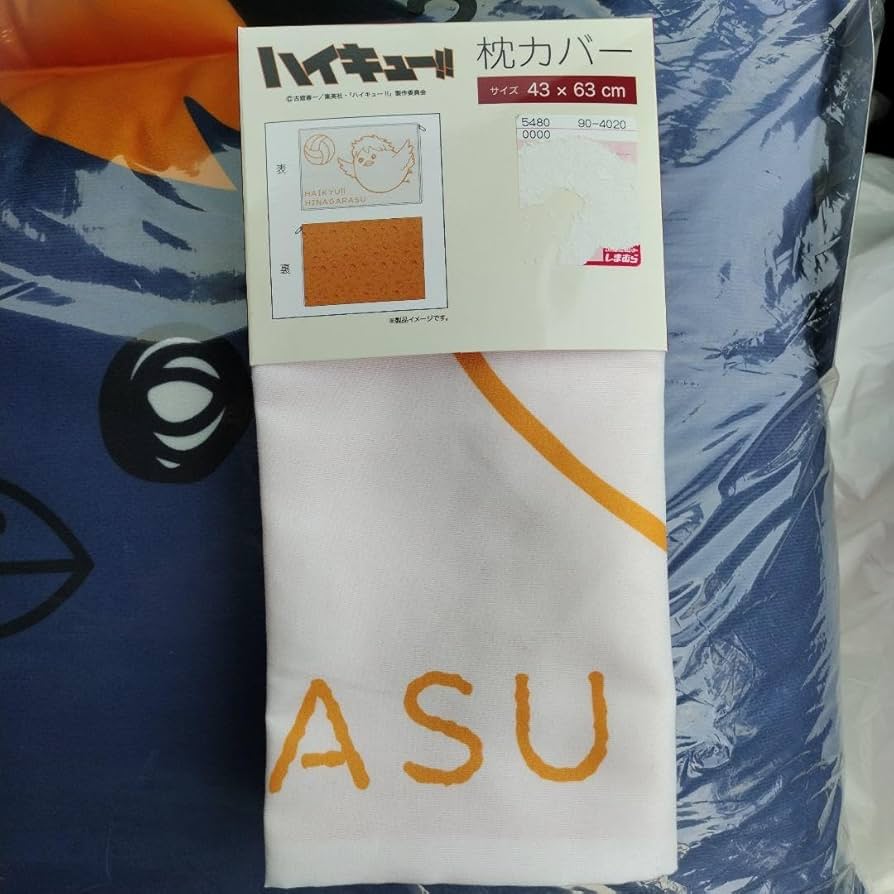 ハイキュー!!
©古舘春一／集英社・「ハイキュー!!」製作委員会
枕カバー
サイズ 43 × 63 cm
5480 90-4020
0000
しまむら
表
HAIKYU!!
HINAGARASU
裏
※製品イメージです。
ASU